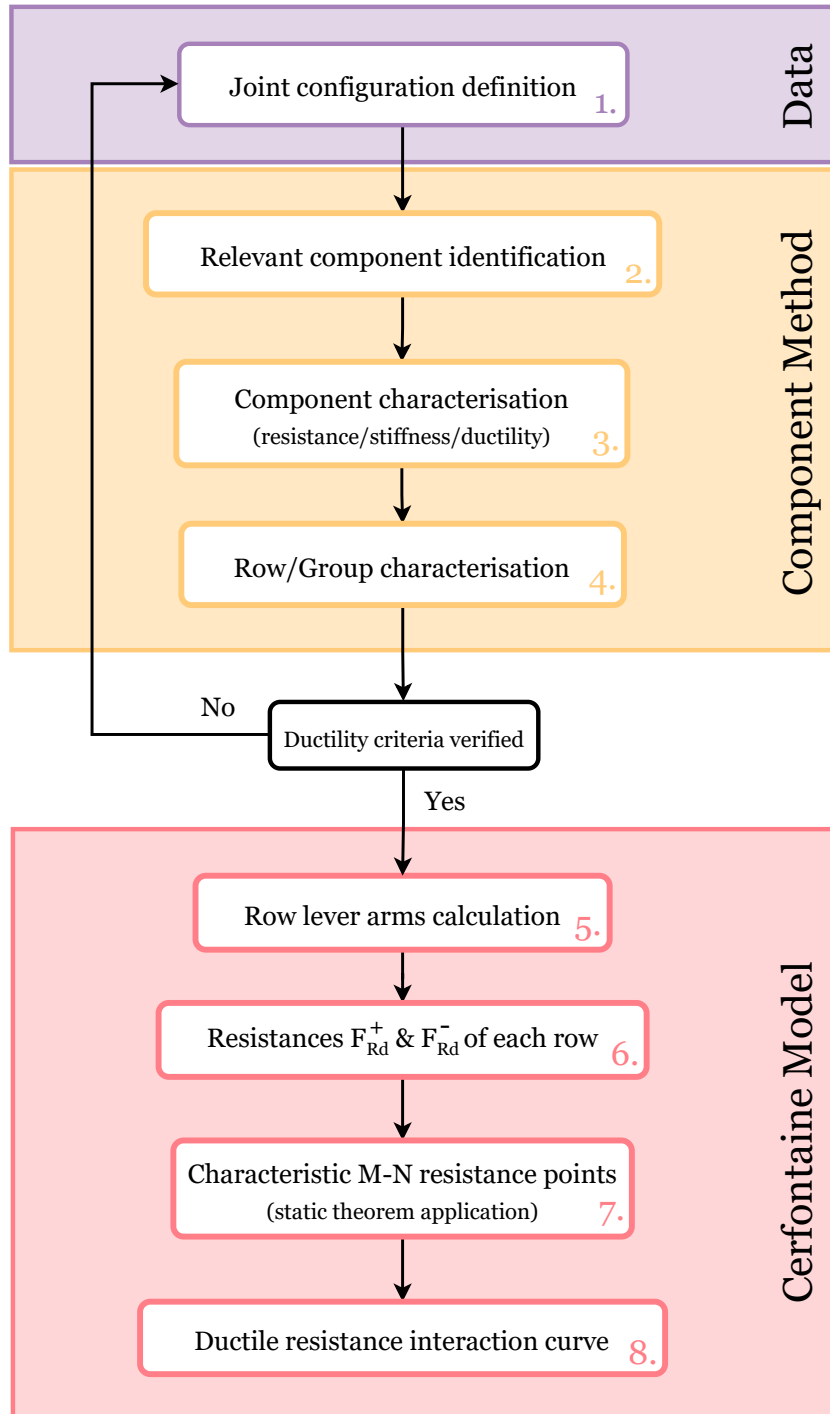 Data
Joint configuration definition
1.
Component Method
Relevant component identification
2.
Component characterisation
(resistance/stiffness/ductility)
3.
Row/Group characterisation
4.
No
Ductility criteria verified
Yes
Cerfontaine Model
Row lever arms calculation
5.
Resistances F⁺Rd & F⁻Rd of each row
6.
Characteristic M-N resistance points
(static theorem application)
7.
Ductile resistance interaction curve
8.